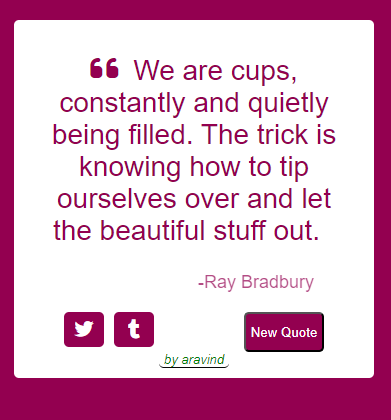 “ We are cups,
constantly and quietly
being filled. The trick is
knowing how to tip
ourselves over and let
the beautiful stuff out.
-Ray Bradbury
New Quote
by aravind